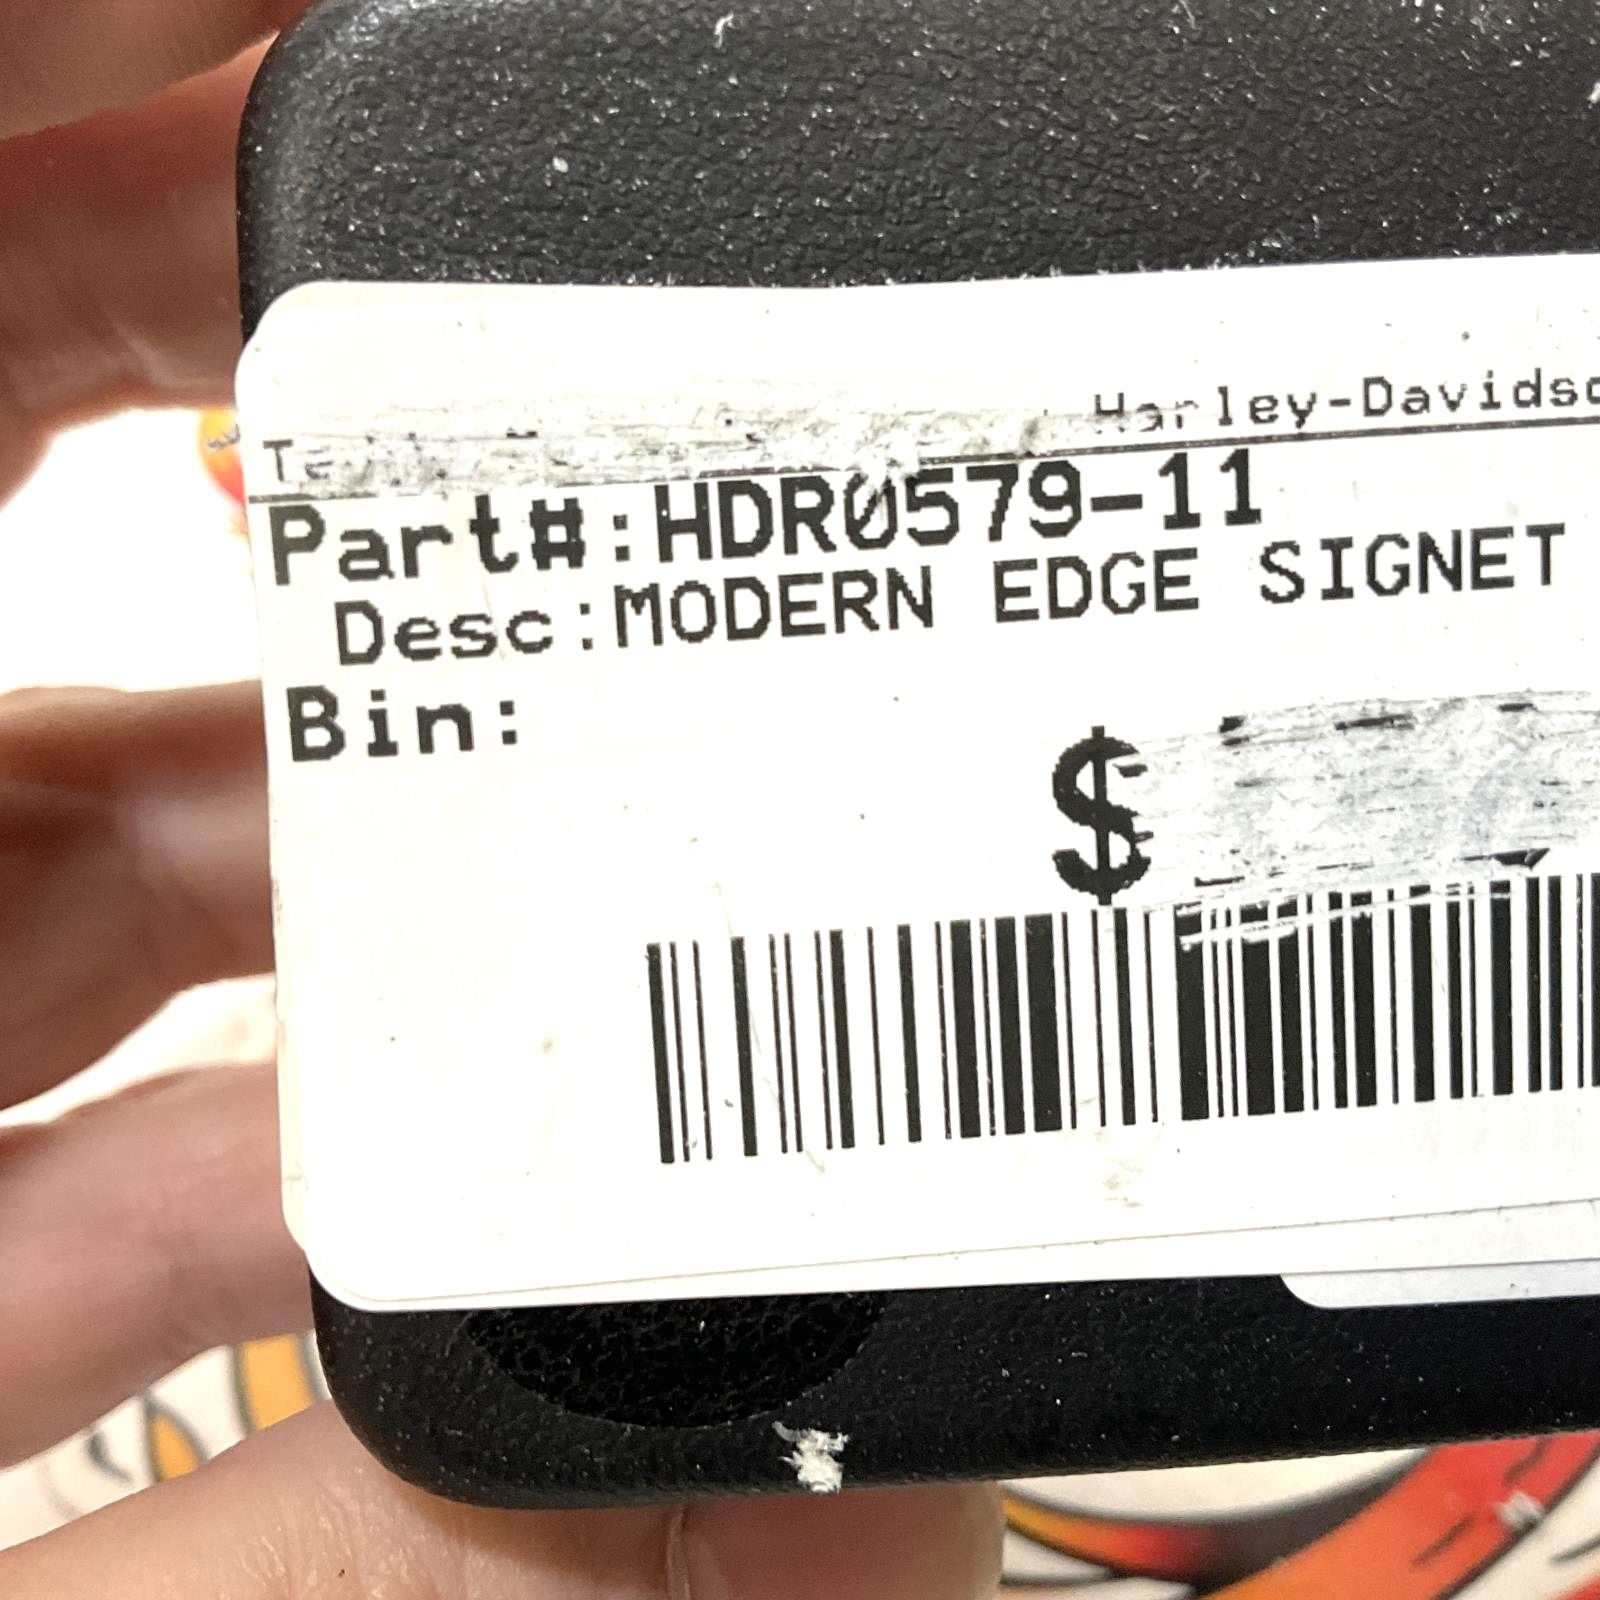 Harley-Davidso
Part#:HDR0579-11
Desc:MODERN EDGE SIGNET
Bin:
$